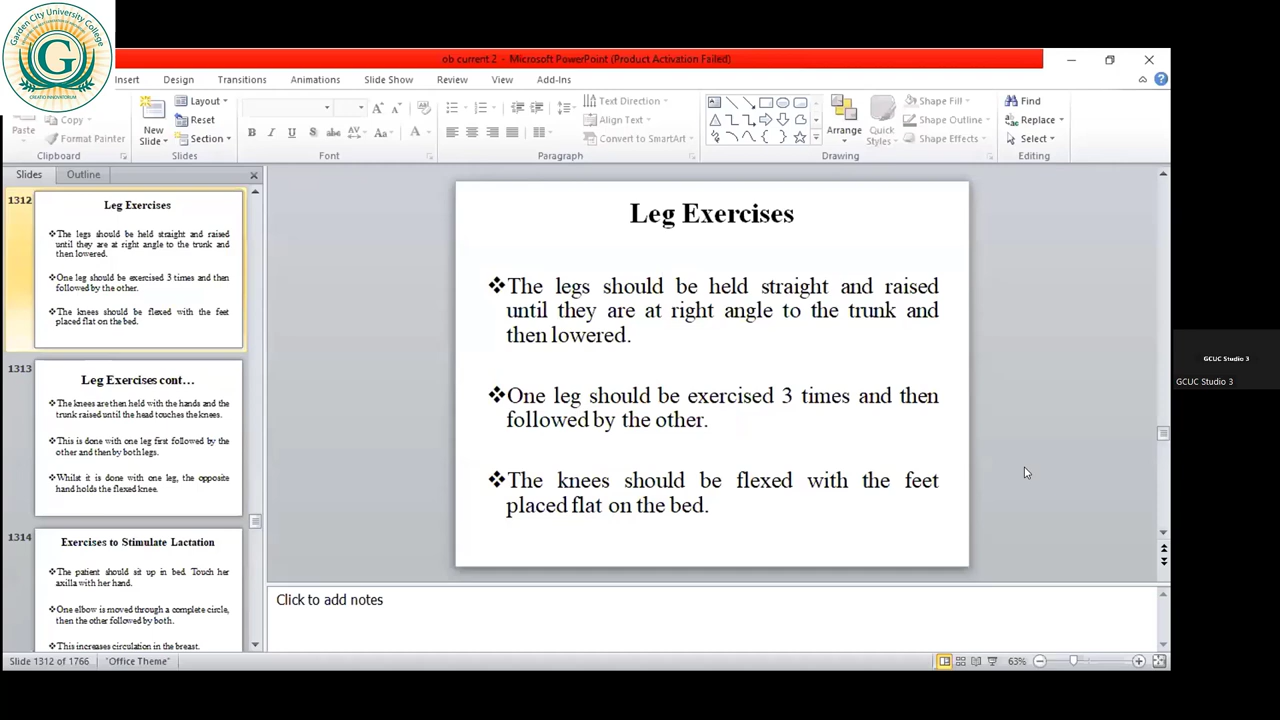 Garden City University College
G
CREATIO INNOVATORIUM
ob current 2 - Microsoft PowerPoint (Product Activation Failed)
Insert Design Transitions Animations Slide Show Review View Add-Ins
Paste
Copy
Format Painter
Clipboard
New Slide
Layout
Reset
Section
Slides
B I U S abc AV Aa A
Font
Text Direction
Align Text
Convert to SmartArt
Paragraph
Arrange
Quick Styles
Shape Fill
Shape Outline
Shape Effects
Drawing
Find
Replace
Select
Editing
Slides Outline
1312
Leg Exercises
❖The legs should be held straight and raised
until they are at right angle to the trunk and
then lowered.
❖One leg should be exercised 3 times and then
followed by the other.
❖The knees should be flexed with the feet
placed flat on the bed.
1313
Leg Exercises cont…
❖The knees are then held with the hands and the
trunk raised until the head touches the knees.
❖This is done with one leg first followed by the
other and then by both legs.
❖Whilst it is done with one leg, the opposite
hand holds the flexed knee.
1314
Exercises to Stimulate Lactation
❖The patient should sit up in bed. Touch her
axilla with her hand.
❖One elbow is moved through a complete circle,
then the other followed by both.
❖This increases circulation in the breast.
Leg Exercises
❖The legs should be held straight and raised
until they are at right angle to the trunk and
then lowered.
❖One leg should be exercised 3 times and then
followed by the other.
❖The knees should be flexed with the feet
placed flat on the bed.
Click to add notes
GCUC Studio 3
GCUC Studio 3
Slide 1312 of 1766 "Office Theme" 63%